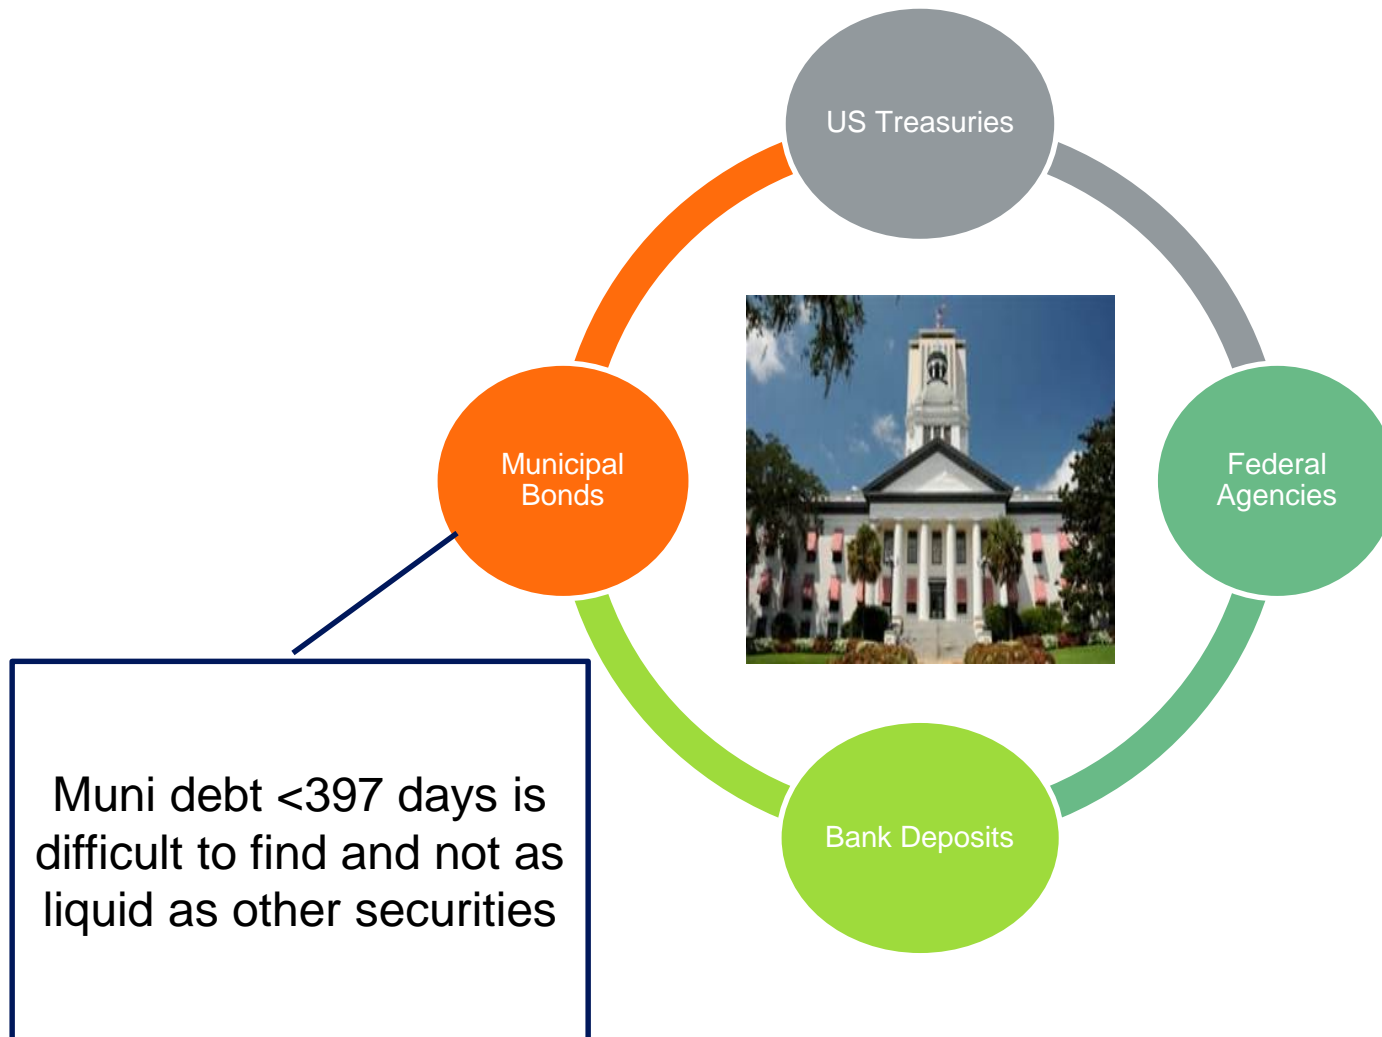 US Treasuries
Municipal
Bonds
Federal
Agencies
Bank Deposits
Muni debt <397 days is
difficult to find and not as
liquid as other securities